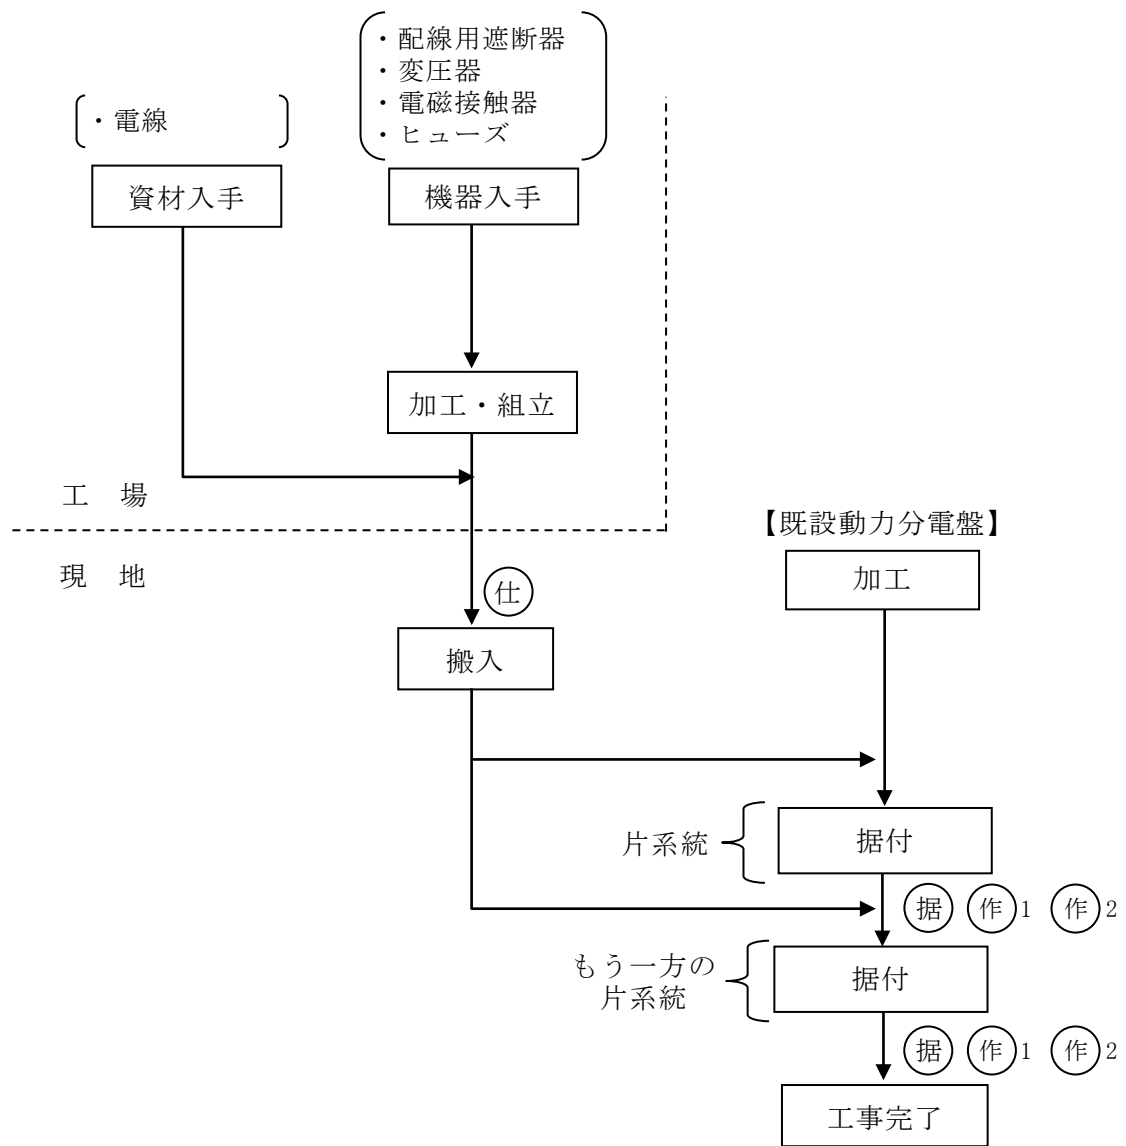 ・配線用遮断器
・変圧器
・電磁接触器
・ヒューズ
・電線
資材入手
機器入手
加工・組立
工　場
【既設動力分電盤】
現　地
加工
仕
搬入
片系統
据付
据 作1 作2
もう一方の
片系統
据付
据 作1 作2
工事完了